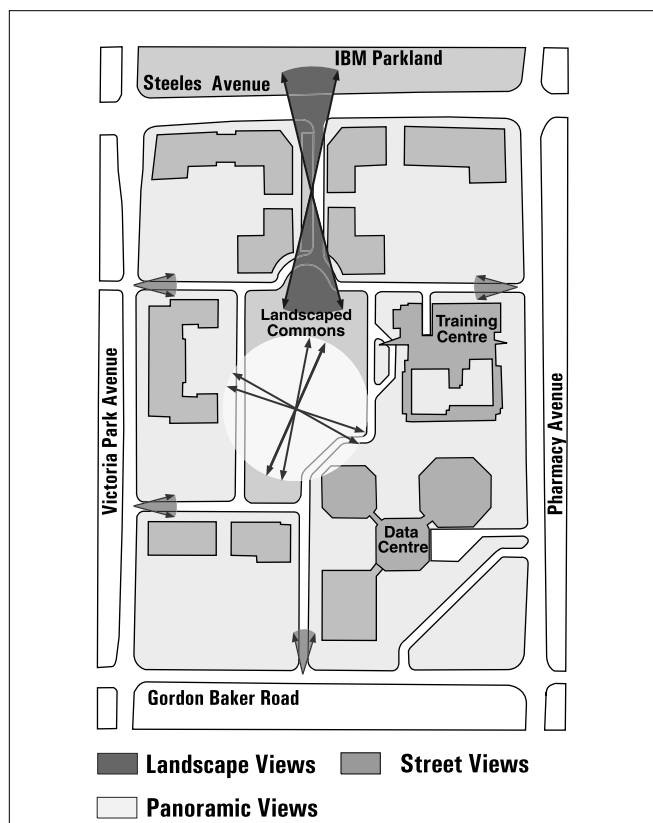 IBM Parkland
Steeles Avenue
Landscaped
Commons
Training
Centre
Victoria Park Avenue
Pharmacy Avenue
Data
Centre
Gordon Baker Road
Landscape Views
Street Views
Panoramic Views